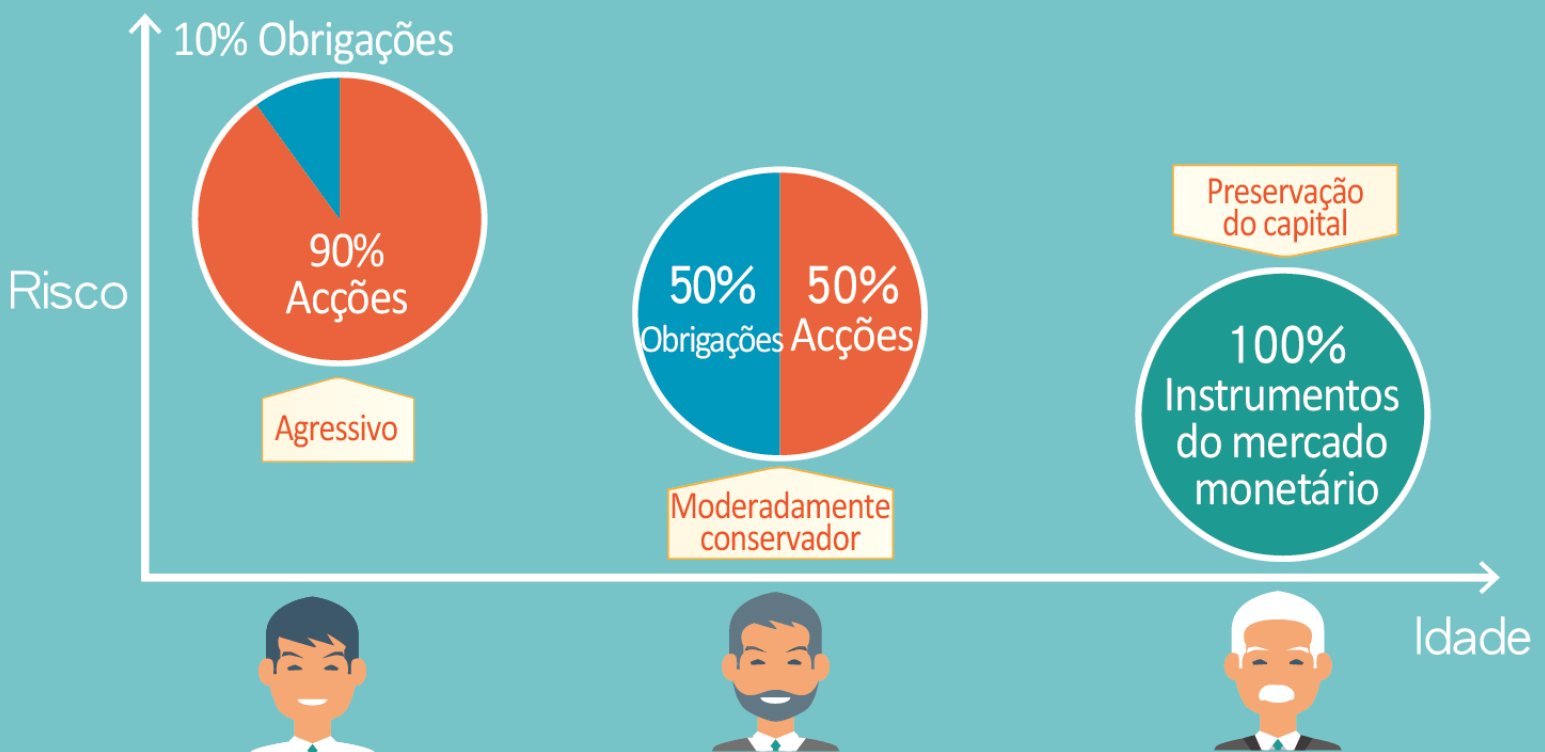 10% Obrigações
90%
Acções
Agressivo
Risco
50%
Obrigações
50%
Acções
Moderadamente
conservador
Preservação
do capital
100%
Instrumentos
do mercado
monetário
Idade